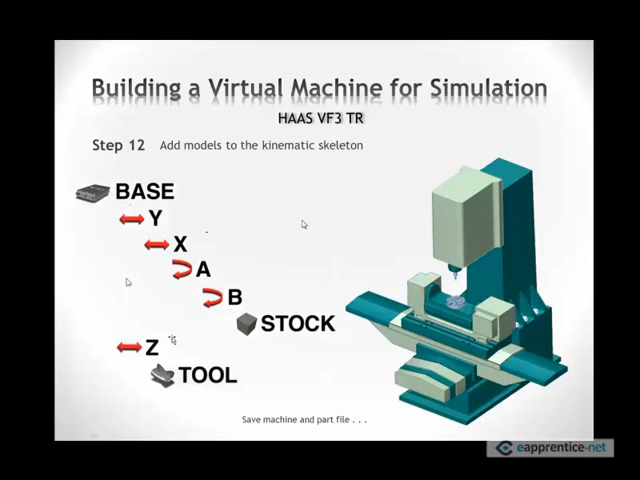 Building a Virtual Machine for Simulation
HAAS VF3 TR
Step 12 Add models to the kinematic skeleton
BASE
Y
X
A
B
STOCK
Z
TOOL
Save machine and part file . . .
eapprentice.net